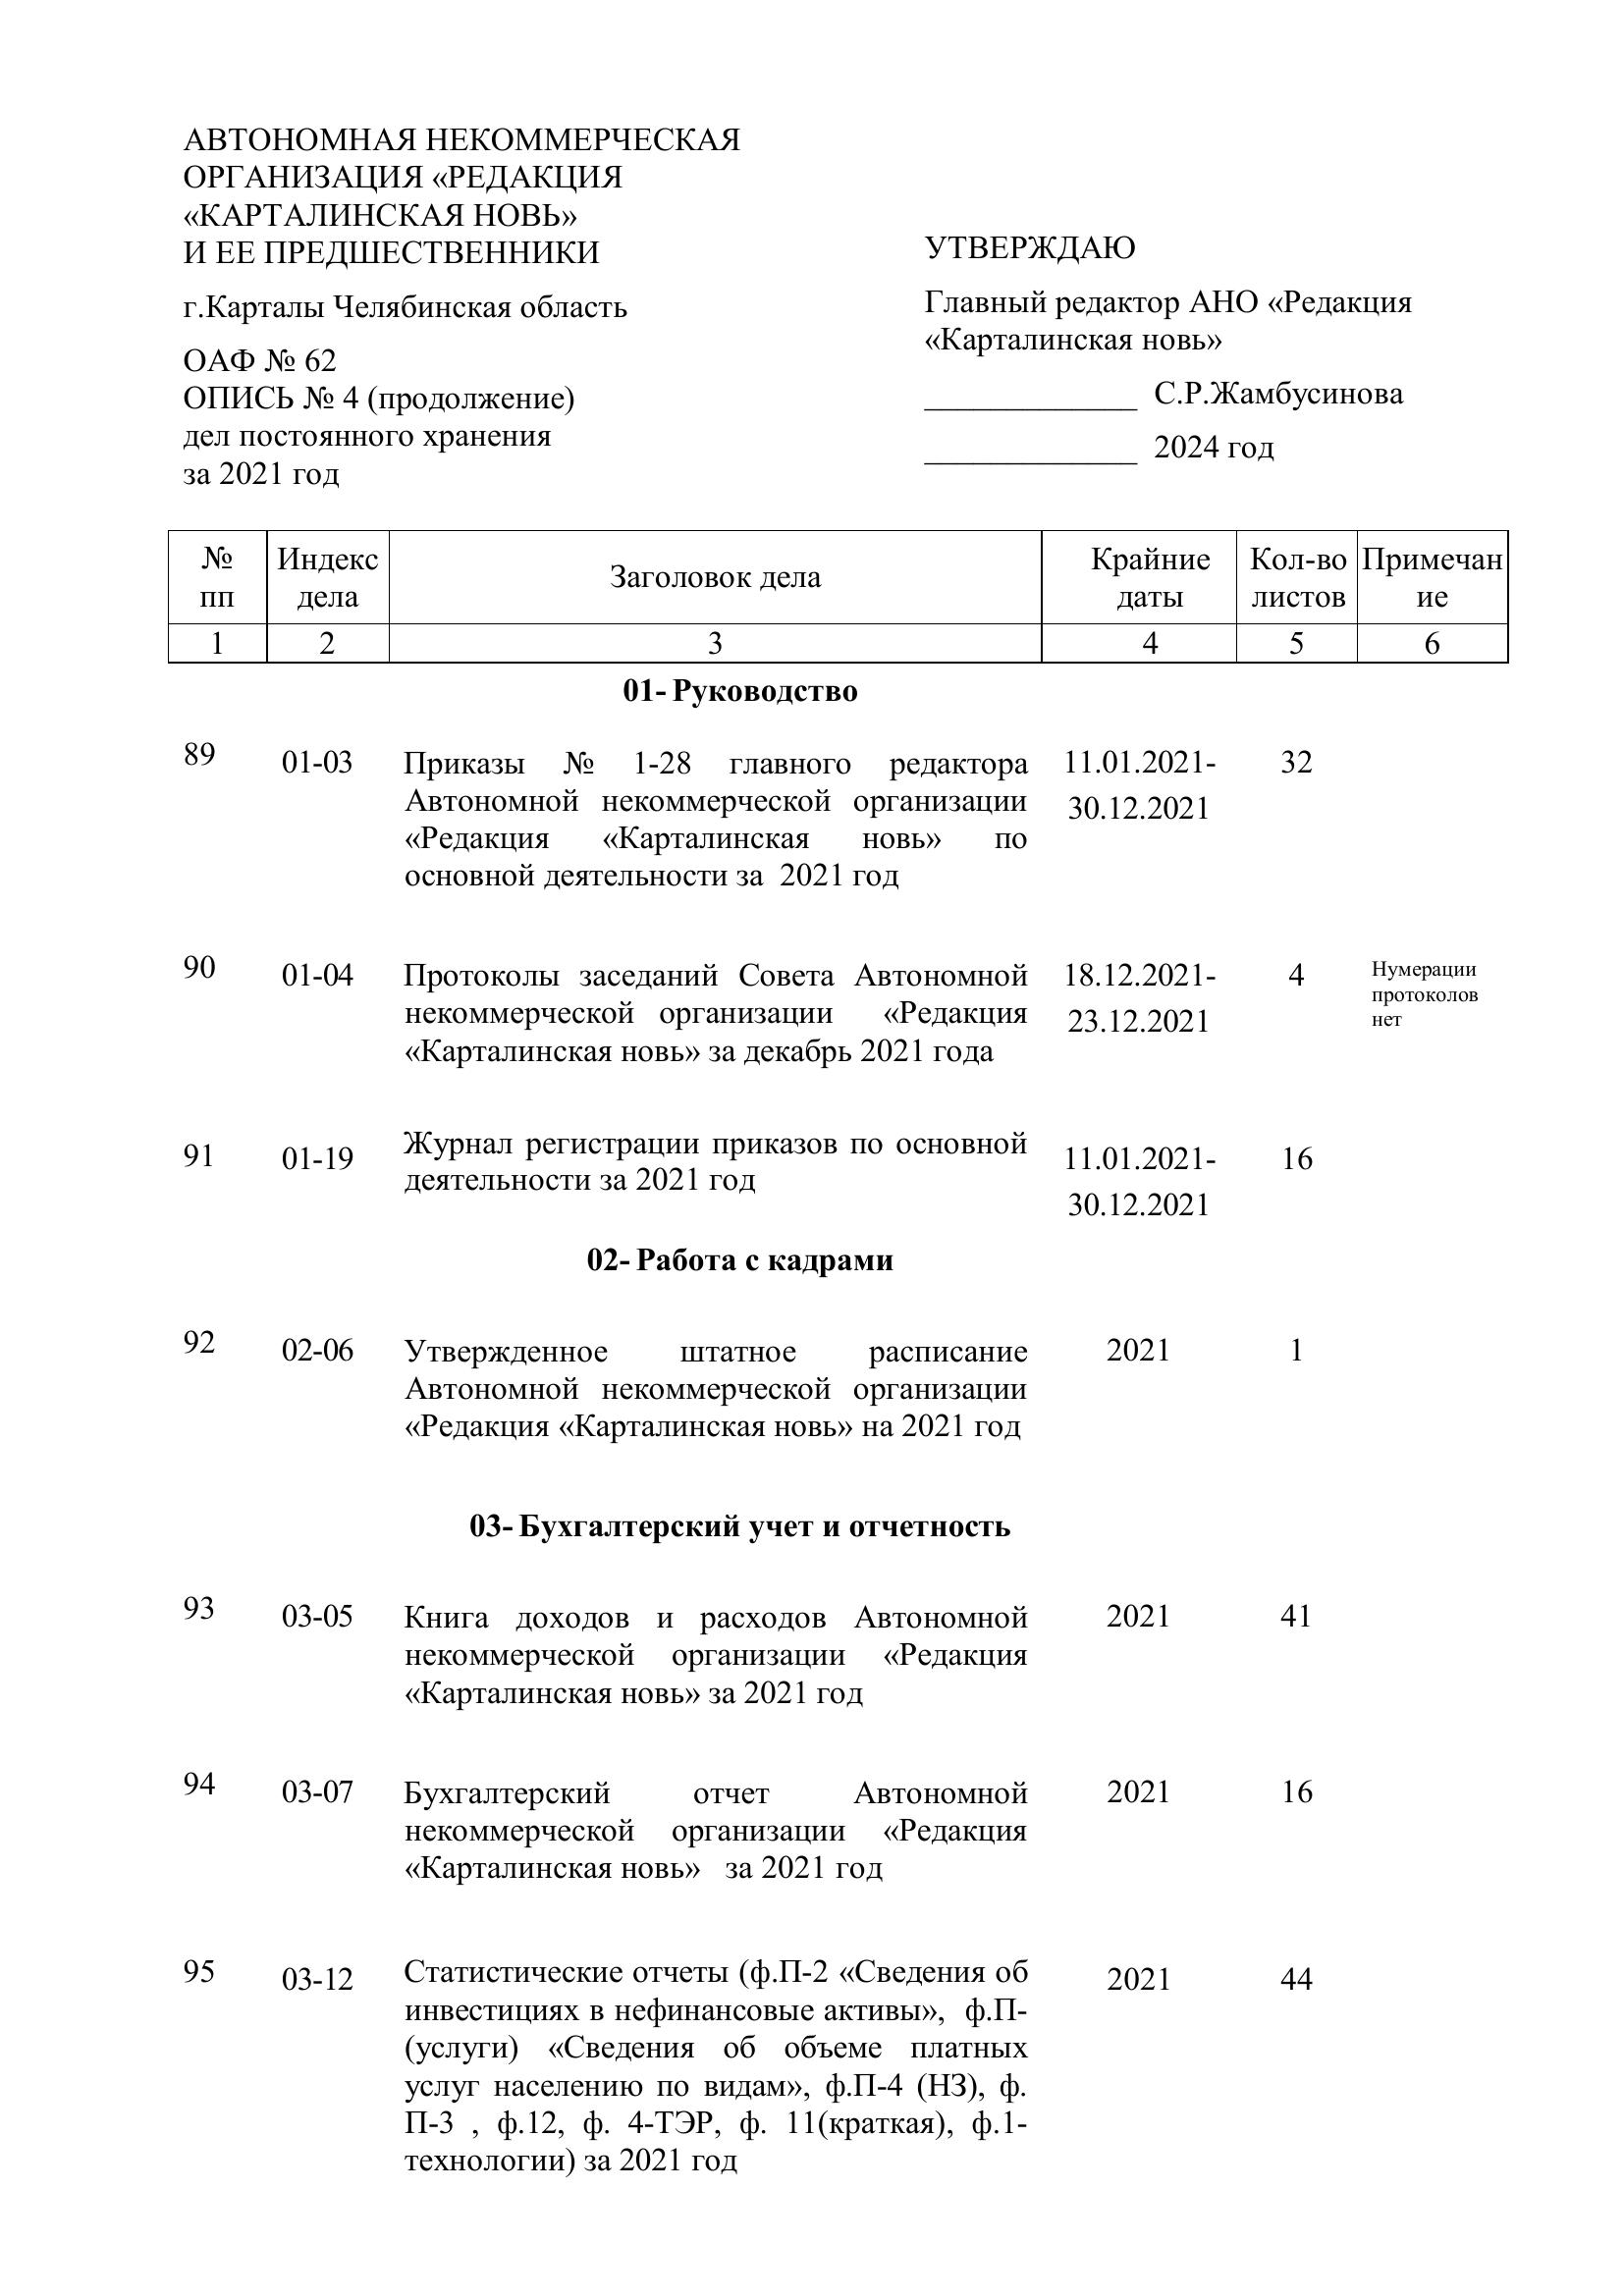 АВТОНОМНАЯ НЕКОММЕРЧЕСКАЯ
ОРГАНИЗАЦИЯ «РЕДАКЦИЯ
«КАРТАЛИНСКАЯ НОВЬ»
И ЕЕ ПРЕДШЕСТВЕННИКИ
г.Карталы Челябинская область
ОАФ № 62
ОПИСЬ № 4 (продолжение)
дел постоянного хранения
за 2021 год
УТВЕРЖДАЮ
Главный редактор АНО «Редакция
«Карталинская новь»
_____________ С.Р.Жамбусинова
_____________ 2024 год
№ пп Индекс дела Заголовок дела Крайние даты Кол-во листов Примечание
1 2 3 4 5 6
01- Руководство
89 01-03 Приказы № 1-28 главного редактора 11.01.2021- 32
Автономной некоммерческой организации 30.12.2021
«Редакция «Карталинская новь» по
основной деятельности за 2021 год
90 01-04 Протоколы заседаний Совета Автономной 18.12.2021- 4 Нумерации
некоммерческой организации «Редакция 23.12.2021 протоколов
«Карталинская новь» за декабрь 2021 года нет
91 01-19 Журнал регистрации приказов по основной 11.01.2021- 16
деятельности за 2021 год 30.12.2021
02- Работа с кадрами
92 02-06 Утвержденное штатное расписание 2021 1
Автономной некоммерческой организации
«Редакция «Карталинская новь» на 2021 год
03- Бухгалтерский учет и отчетность
93 03-05 Книга доходов и расходов Автономной 2021 41
некоммерческой организации «Редакция
«Карталинская новь» за 2021 год
94 03-07 Бухгалтерский отчет Автономной 2021 16
некоммерческой организации «Редакция
«Карталинская новь» за 2021 год
95 03-12 Статистические отчеты (ф.П-2 «Сведения об 2021 44
инвестициях в нефинансовые активы», ф.П-
(услуги) «Сведения об объеме платных
услуг населению по видам», ф.П-4 (НЗ), ф.
П-3 , ф.12, ф. 4-ТЭР, ф. 11(краткая), ф.1-
технологии) за 2021 год